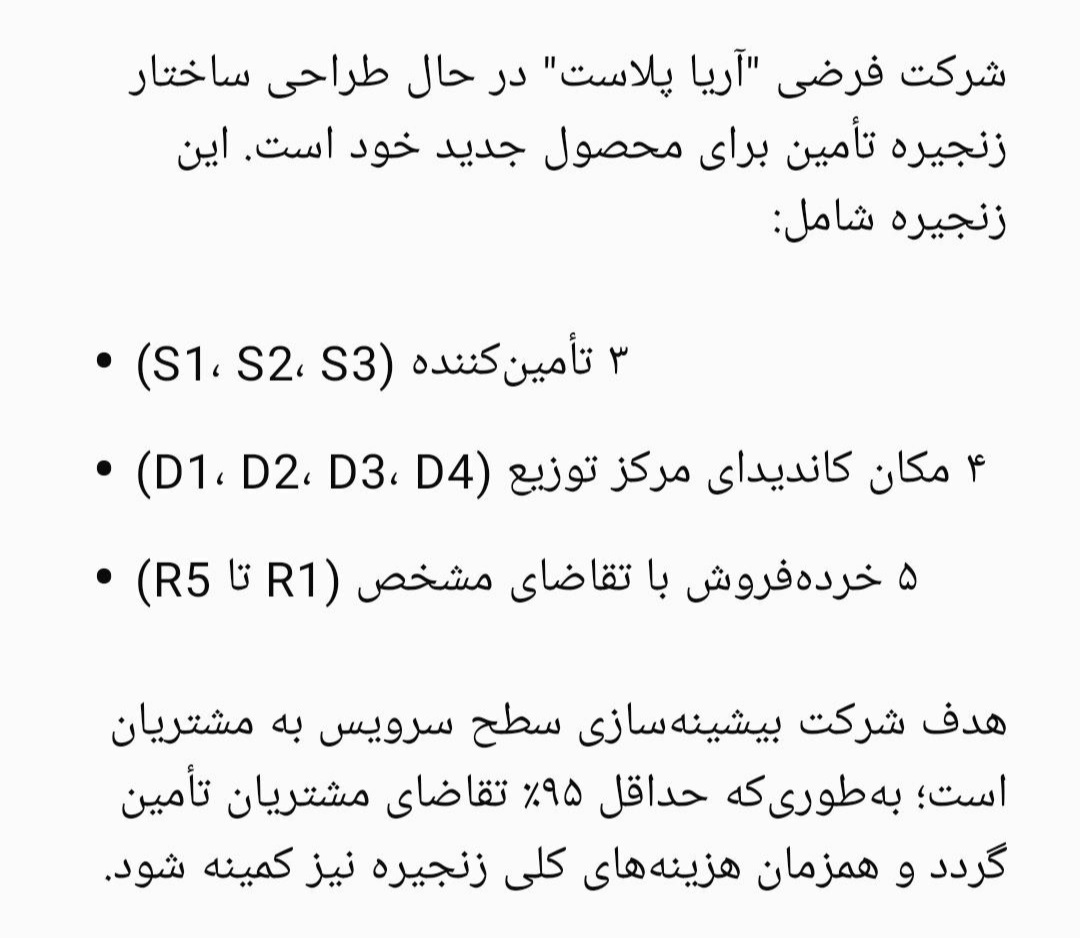 شرکت فرضی "آریا پلاست" در حال طراحی ساختار
زنجیره تأمین برای محصول جدید خود است. این
زنجیره شامل:
• ۳ تأمین‌کننده (S1، S2، S3)
• ۴ مکان کاندیدای مرکز توزیع (D1، D2، D3، D4)
• ۵ خرده‌فروش با تقاضای مشخص (R1 تا R5)
هدف شرکت بیشینه‌سازی سطح سرویس به مشتریان
است؛ به‌طوری‌که حداقل ۹۵٪ تقاضای مشتریان تأمین
گردد و همزمان هزینه‌های کلی زنجیره نیز کمینه شود.